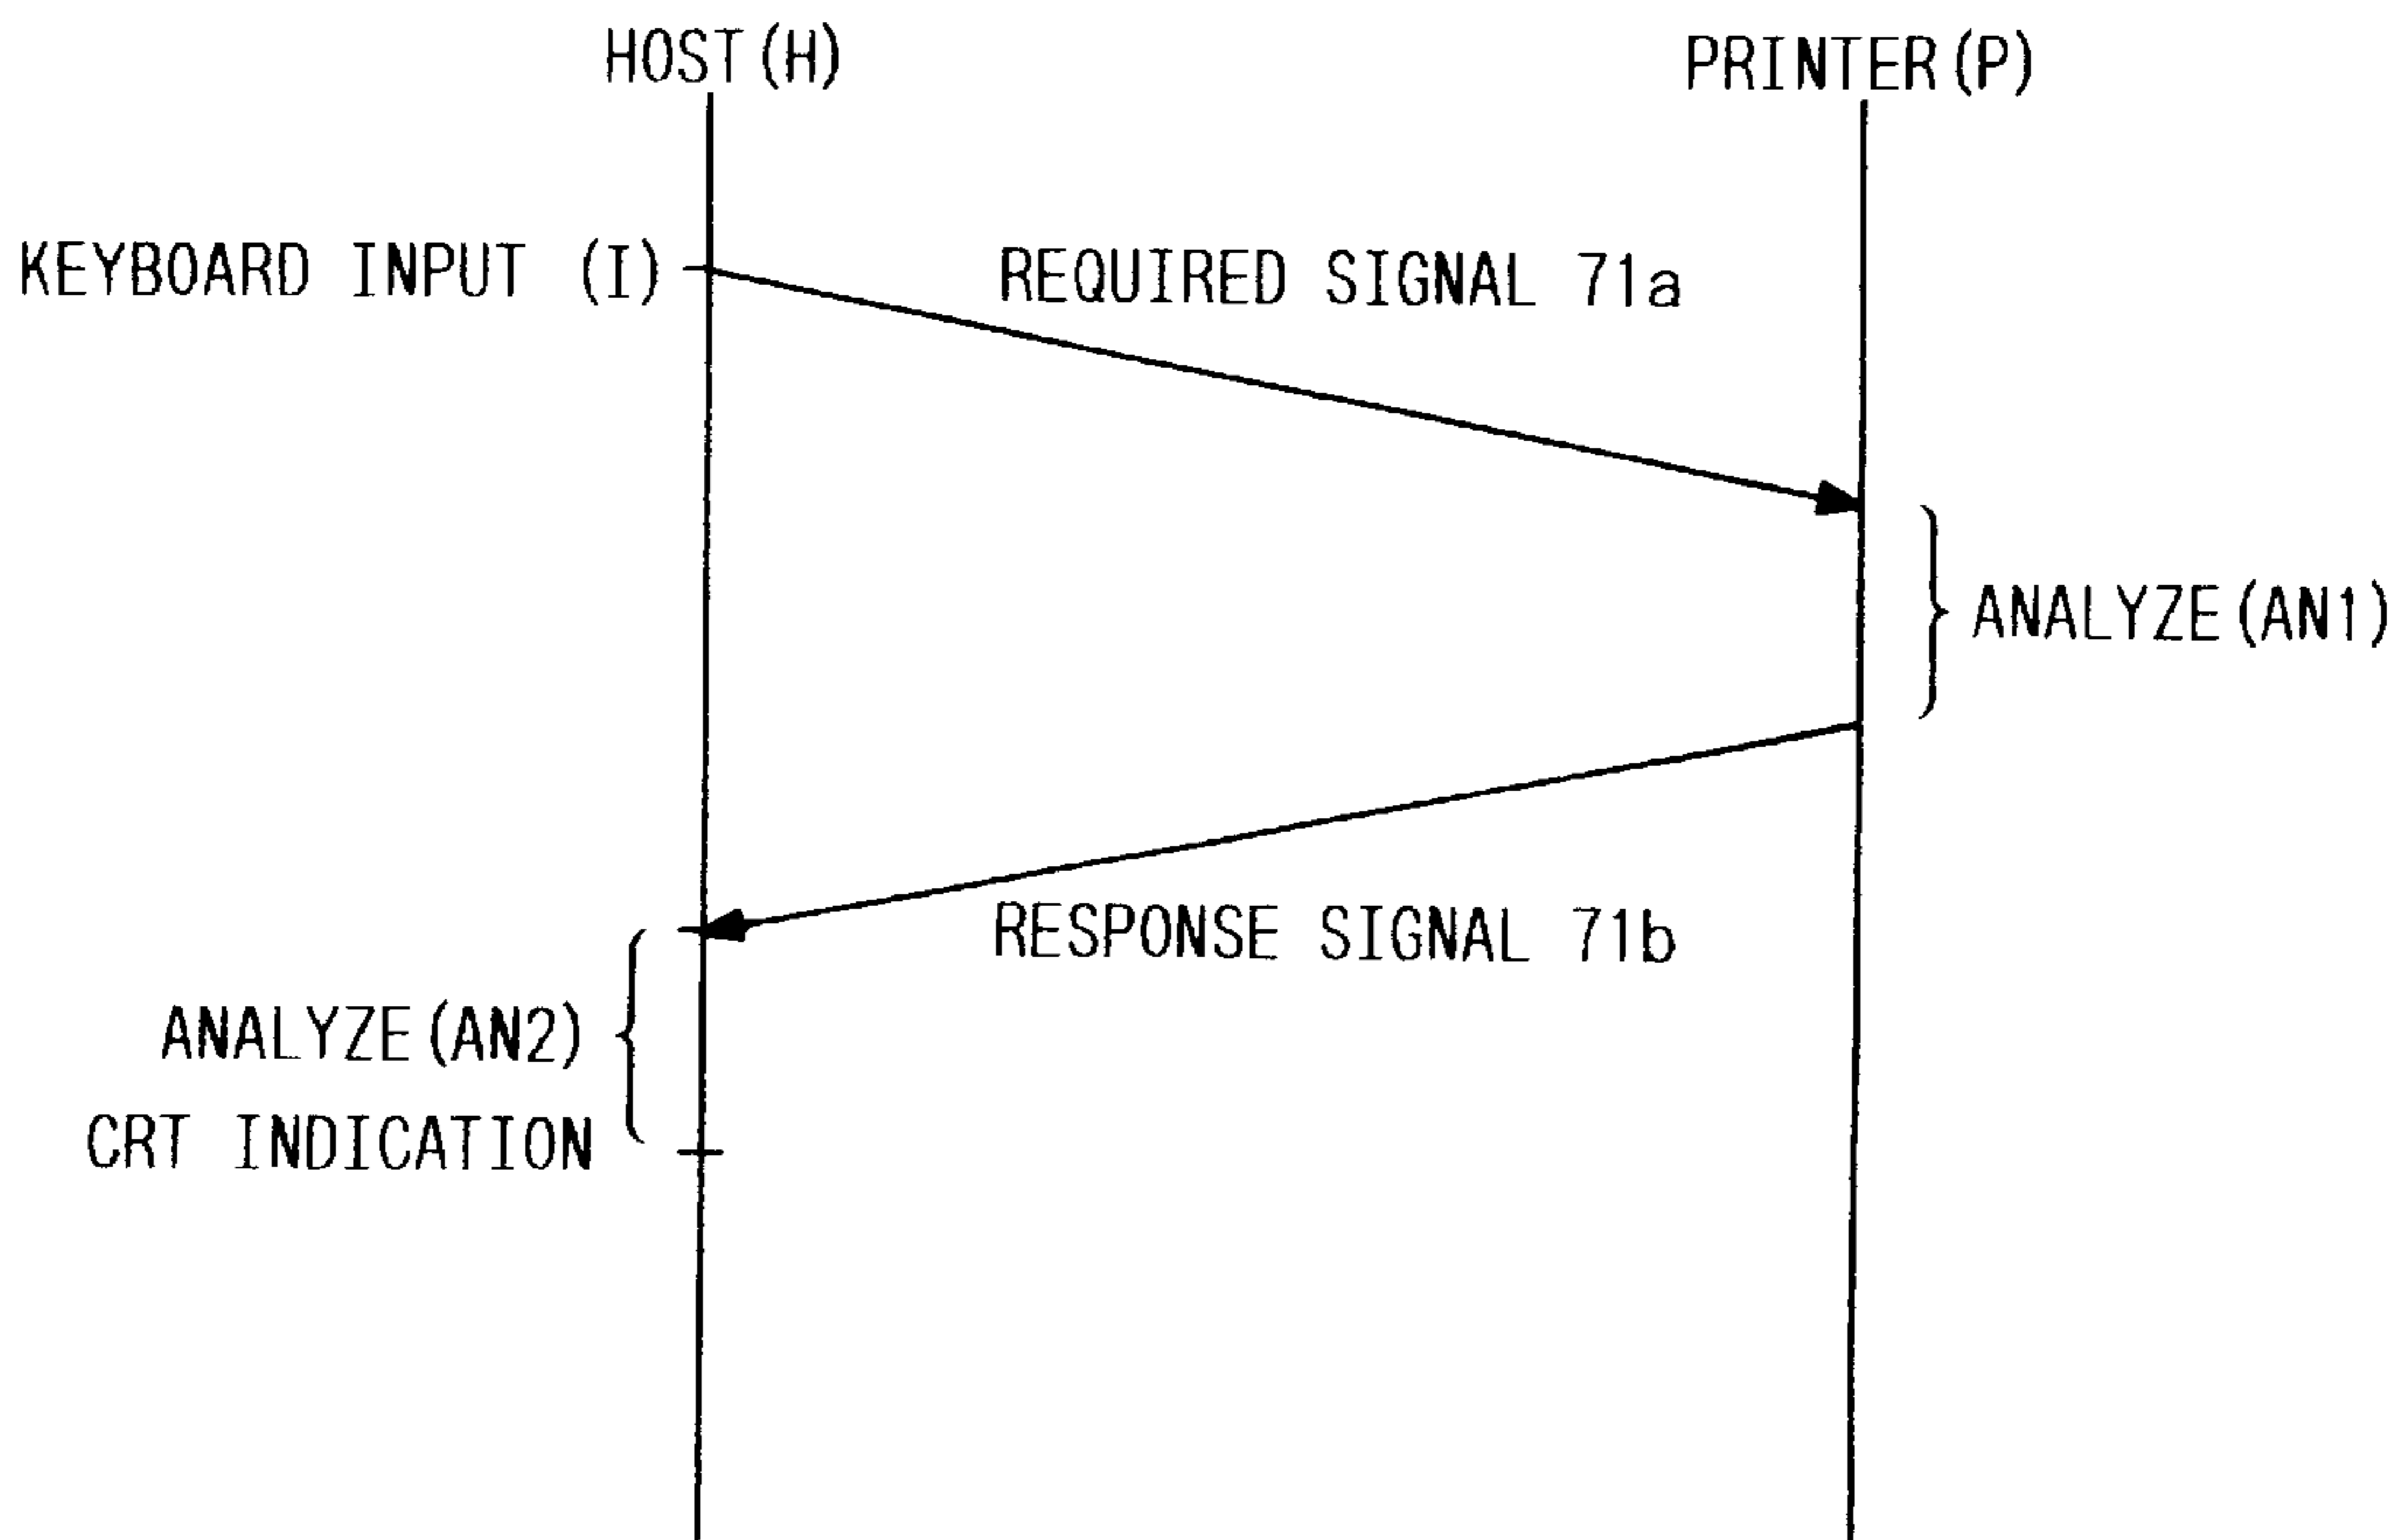 HOST(H)
PRINTER(P)
KEYBOARD INPUT (I)
REQUIRED SIGNAL 71a
ANALYZE(AN1)
RESPONSE SIGNAL 71b
ANALYZE(AN2)
CRT INDICATION